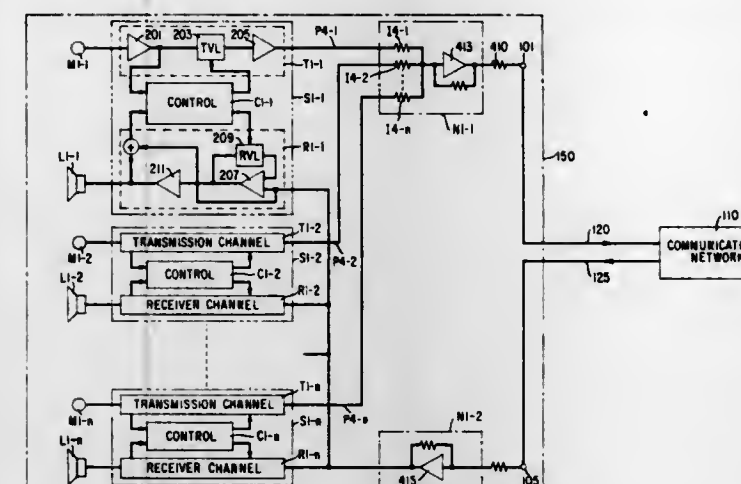 201 203 205 P4-1 I4-1 413 410 101
M1-1 TVL I4-2
T1-1
S1-1
CONTROL C1-1 I4-n N1-1
209
L1-1 + RVL R1-1 150
211 207
110
T1-2 120
M1-2 TRANSMISSION CHANNEL S1-2 P4-2 COMMUNICAT
CONTROL C1-2 NETWORK
L1-2 125
R1-2
RECEIVER CHANNEL
T1-n
TRANSMISSION CHANNEL
M1-n S1-n P4-n N1-2
CONTROL C1-n
L1-n
R1-n
RECEIVER CHANNEL 415 105